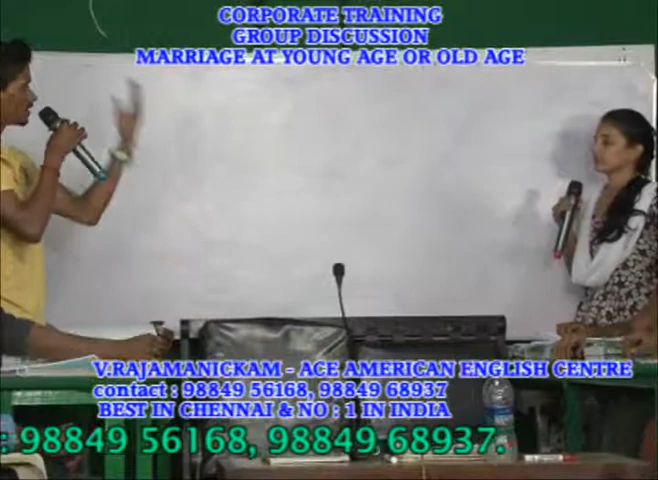 CORPORATE TRAINING
GROUP DISCUSSION
MARRIAGE AT YOUNG AGE OR OLD AGE
V.RAJAMANICKAM - ACE AMERICAN ENGLISH CENTRE
contact : 98849 56168, 98849 68937
BEST IN CHENNAI & NO : 1 IN INDIA
: 98849 56168, 98849 68937.